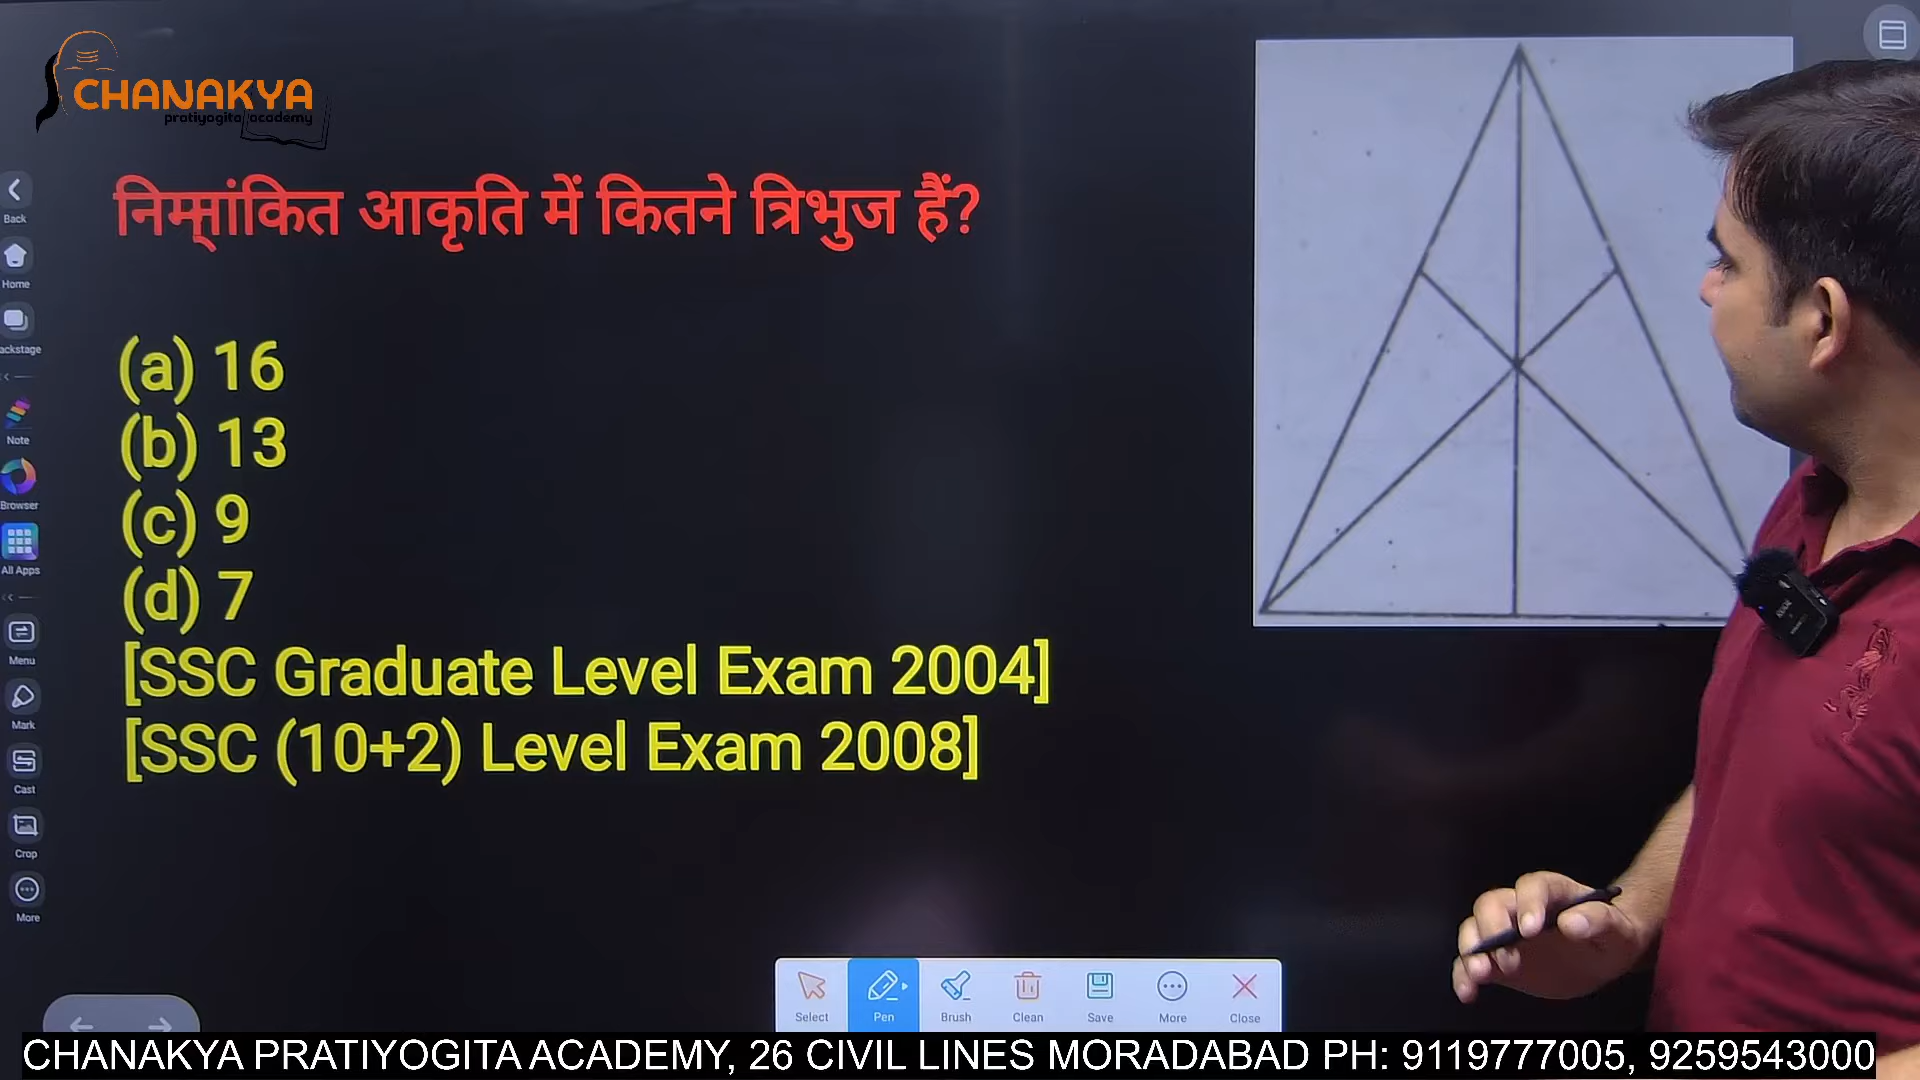 CHANAKYA
pratiyogita academy
निम्नांकित आकृति में कितने त्रिभुज हैं?
(a) 16
(b) 13
(c) 9
(d) 7
[SSC Graduate Level Exam 2004]
[SSC (10+2) Level Exam 2008]
Back
Home
ackstage
Note
Browser
All Apps
Menu
Mark
Cast
Crop
More
Select
Pen
Brush
Clean
Save
More
Close
CHANAKYA PRATIYOGITA ACADEMY, 26 CIVIL LINES MORADABAD PH: 9119777005, 9259543000